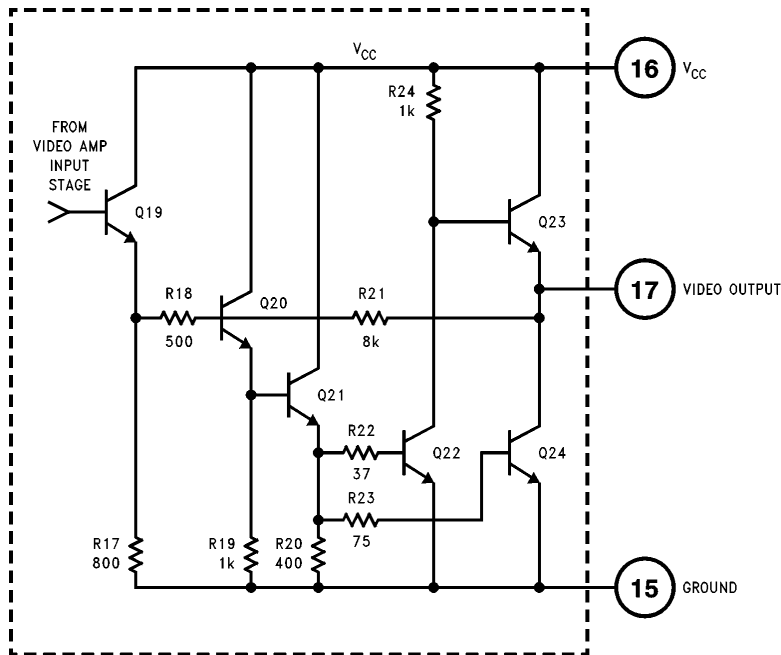 V_CC
16 V_CC
R24
1k
FROM
VIDEO AMP
INPUT
STAGE
Q19
Q23
17 VIDEO OUTPUT
R18
500
Q20
R21
8k
Q21
R22
37
Q22
Q24
R23
75
R17
800
R19
1k
R20
400
15 GROUND